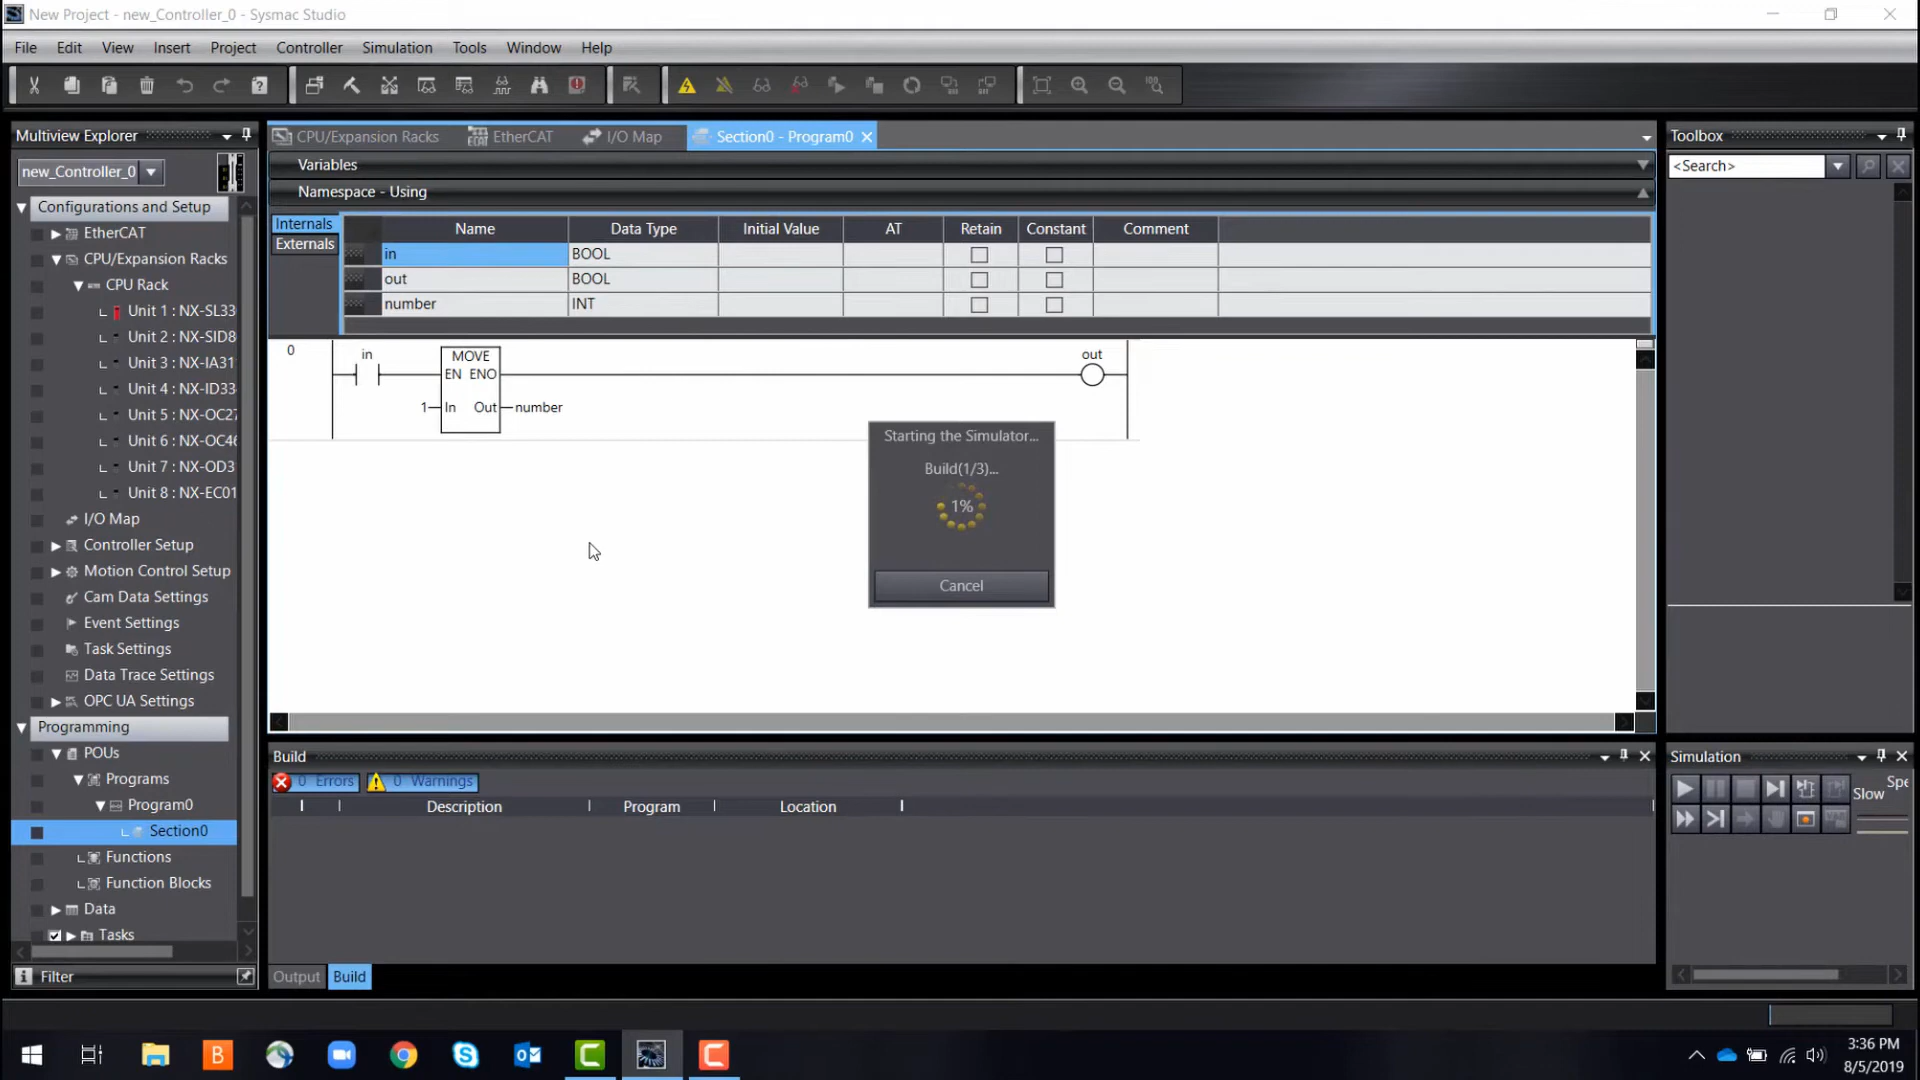 New Project - new_Controller_0 - Sysmac Studio
File Edit View Insert Project Controller Simulation Tools Window Help
Multiview Explorer
new_Controller_0
Configurations and Setup
EtherCAT
CPU/Expansion Racks
CPU Rack
Unit 1 : NX-SL33
Unit 2 : NX-SID8
Unit 3 : NX-IA31
Unit 4 : NX-ID33
Unit 5 : NX-OC27
Unit 6 : NX-OC46
Unit 7 : NX-OD3
Unit 8 : NX-EC01
I/O Map
Controller Setup
Motion Control Setup
Cam Data Settings
Event Settings
Task Settings
Data Trace Settings
OPC UA Settings
Programming
POUs
Programs
Program0
Section0
Functions
Function Blocks
Data
Tasks
Filter
CPU/Expansion Racks EtherCAT I/O Map Section0 - Program0
Variables
Namespace - Using
Internals
Externals
Name Data Type Initial Value AT Retain Constant Comment
in BOOL
out BOOL
number INT
0
in MOVE out
EN ENO
1 In Out number
Starting the Simulator...
Build(1/3)...
1%
Cancel
Build
0 Errors 0 Warnings
Description Program Location
Output Build
Toolbox
<Search>
Simulation
Slow Spe
3:36 PM
8/5/2019